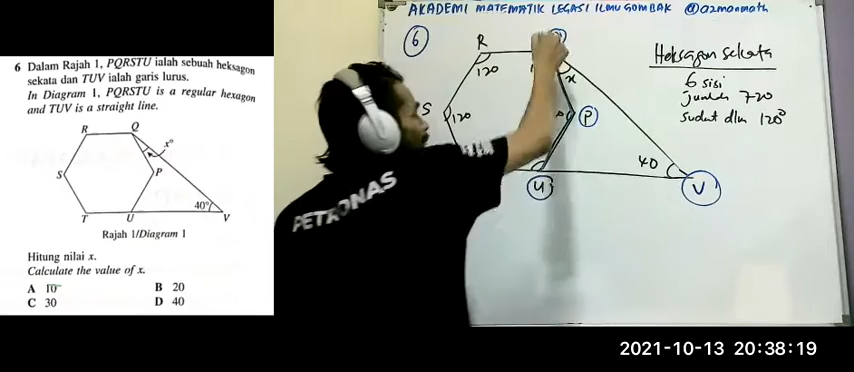 AKADEMI MATEMATIK LEGASI ILMU GOMBAK @azmanmath
6 Dalam Rajah 1, PQRSTU ialah sebuah heksagon
sekata dan TUV ialah garis lurus.
In Diagram 1, PQRSTU is a regular hexagon
and TUV is a straight line.
R Q x°
S P
40°
T U V
Rajah 1/Diagram 1
Hitung nilai x.
Calculate the value of x.
A 10 B 20
C 30 D 40
6
R
120
x
S 120
P
40
U V
Heksagon sekata
6 sisi
jumlah 720
sudut dlm 120°
PETRONAS
2021-10-13 20:38:19